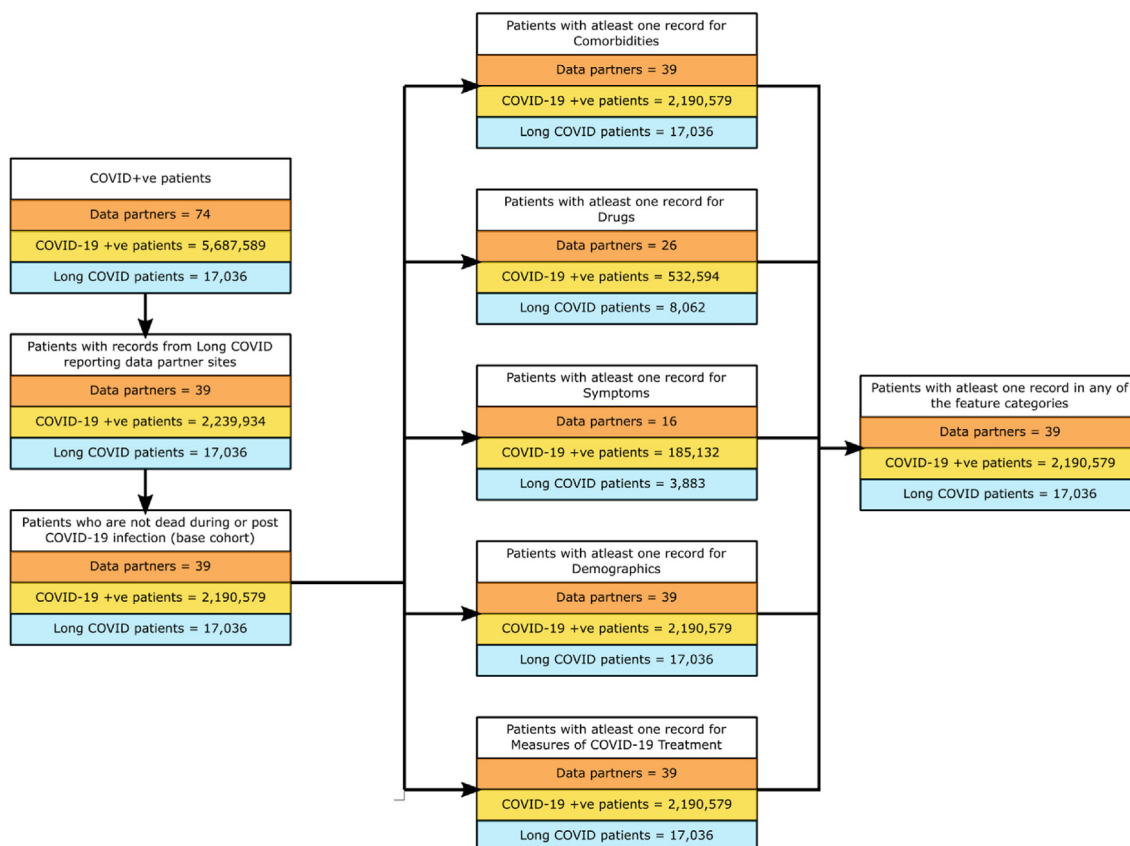 COVID+ve patients
Data partners = 74
COVID-19 +ve patients = 5,687,589
Long COVID patients = 17,036
Patients with records from Long COVID
reporting data partner sites
Data partners = 39
COVID-19 +ve patients = 2,239,934
Long COVID patients = 17,036
Patients who are not dead during or post
COVID-19 infection (base cohort)
Data partners = 39
COVID-19 +ve patients = 2,190,579
Long COVID patients = 17,036
Patients with atleast one record for
Comorbidities
Data partners = 39
COVID-19 +ve patients = 2,190,579
Long COVID patients = 17,036
Patients with atleast one record for
Drugs
Data partners = 26
COVID-19 +ve patients = 532,594
Long COVID patients = 8,062
Patients with atleast one record for
Symptoms
Data partners = 16
COVID-19 +ve patients = 185,132
Long COVID patients = 3,883
Patients with atleast one record for
Demographics
Data partners = 39
COVID-19 +ve patients = 2,190,579
Long COVID patients = 17,036
Patients with atleast one record for
Measures of COVID-19 Treatment
Data partners = 39
COVID-19 +ve patients = 2,190,579
Long COVID patients = 17,036
Patients with atleast one record in any of
the feature categories
Data partners = 39
COVID-19 +ve patients = 2,190,579
Long COVID patients = 17,036